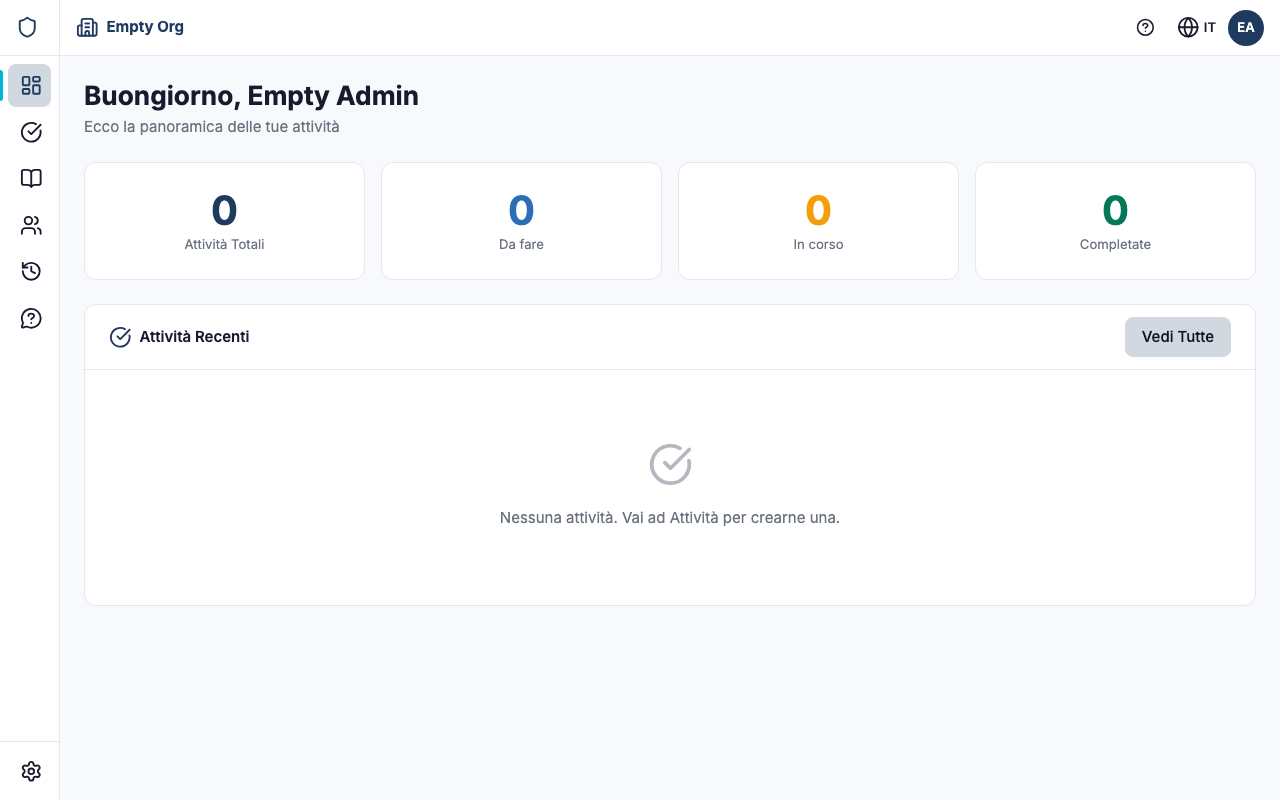 Empty Org
IT
EA
Buongiorno, Empty Admin
Ecco la panoramica delle tue attività
0
Attività Totali
0
Da fare
0
In corso
0
Completate
Attività Recenti
Vedi Tutte
Nessuna attività. Vai ad Attività per crearne una.